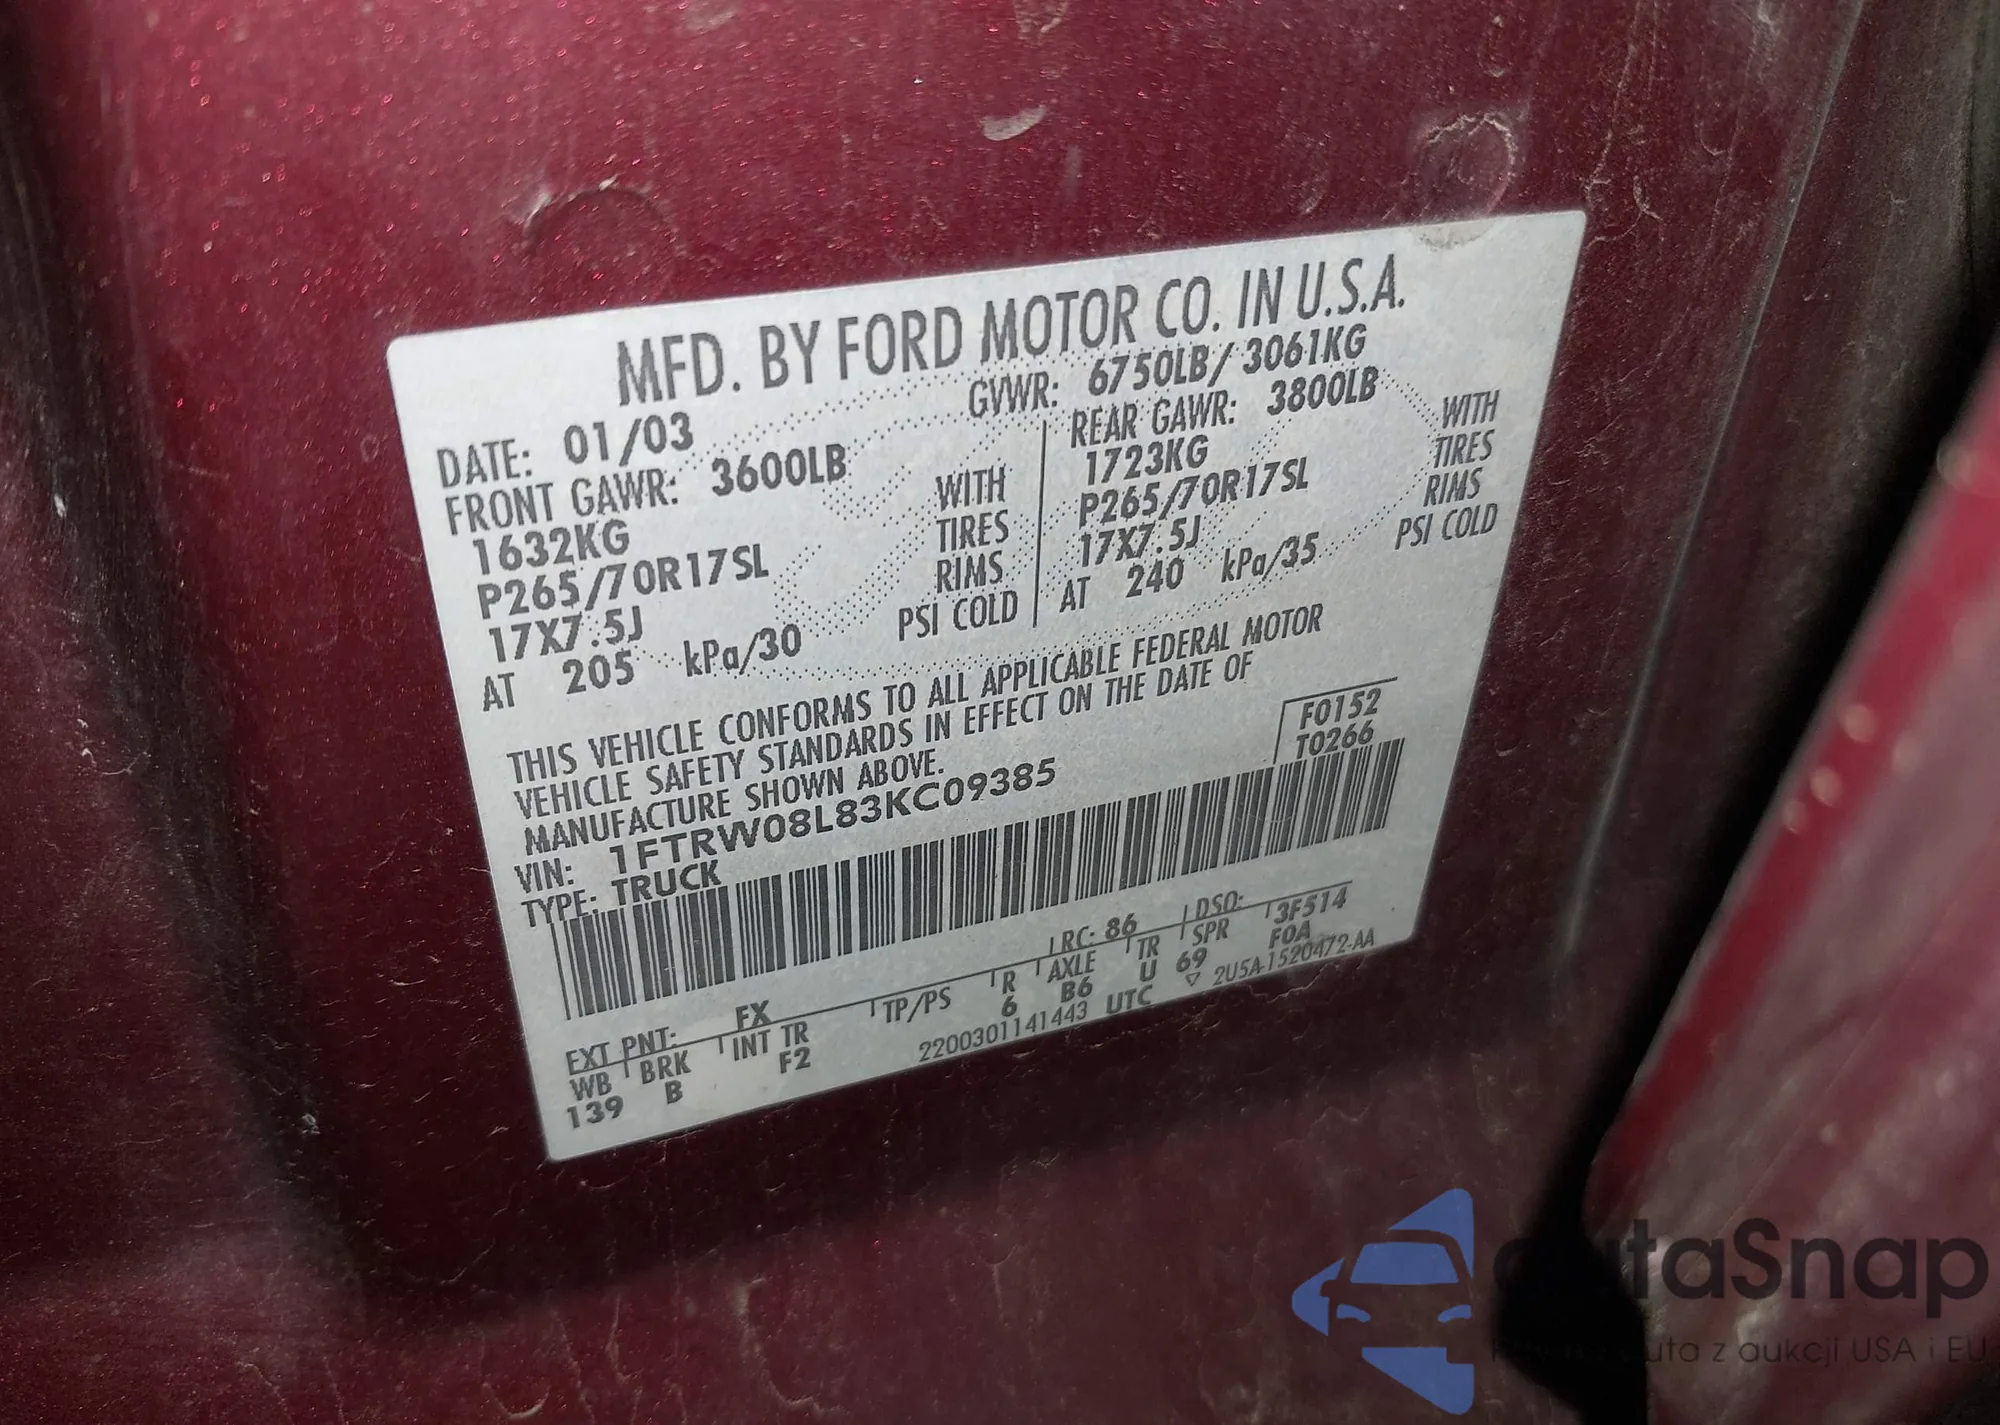 MFD. BY FORD MOTOR CO. IN U.S.A.
DATE: 01/03 GVWR: 6750LB/ 3061KG
FRONT GAWR: 3600LB WITH REAR GAWR: 3800LB WITH
1632KG TIRES 1723KG TIRES
P265/70R17SL RIMS P265/70R17SL RIMS
17X7.5J PSI COLD 17X7.5J PSI COLD
AT 205 kPa/30 AT 240 kPa/35
THIS VEHICLE CONFORMS TO ALL APPLICABLE FEDERAL MOTOR
VEHICLE SAFETY STANDARDS IN EFFECT ON THE DATE OF
MANUFACTURE SHOWN ABOVE.
F0152
T0266
VIN: 1FTRW08L83KC09385
TYPE: TRUCK
EXT PNT: FX RC: 86 DSO: 3F514
WB BRK INT TR TP/PS R AXLE TR SPR F0A
139 B F2 6 B6 U 69
2200301141443 UTC ▽ 2U5A-1520472-AA
autaSnap
auta z aukcji USA i EU